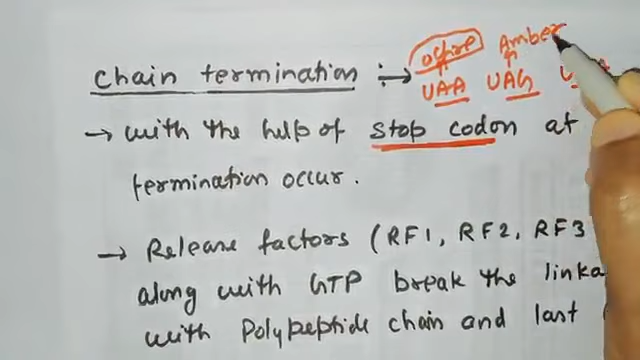 ochre Amber
Chain termination :→ UAA UAG
→ with the help of stop codon at
termination occur.
→ Release factors (RF1, RF2, RF3
along with GTP break the linka
with Polypeptide chain and last